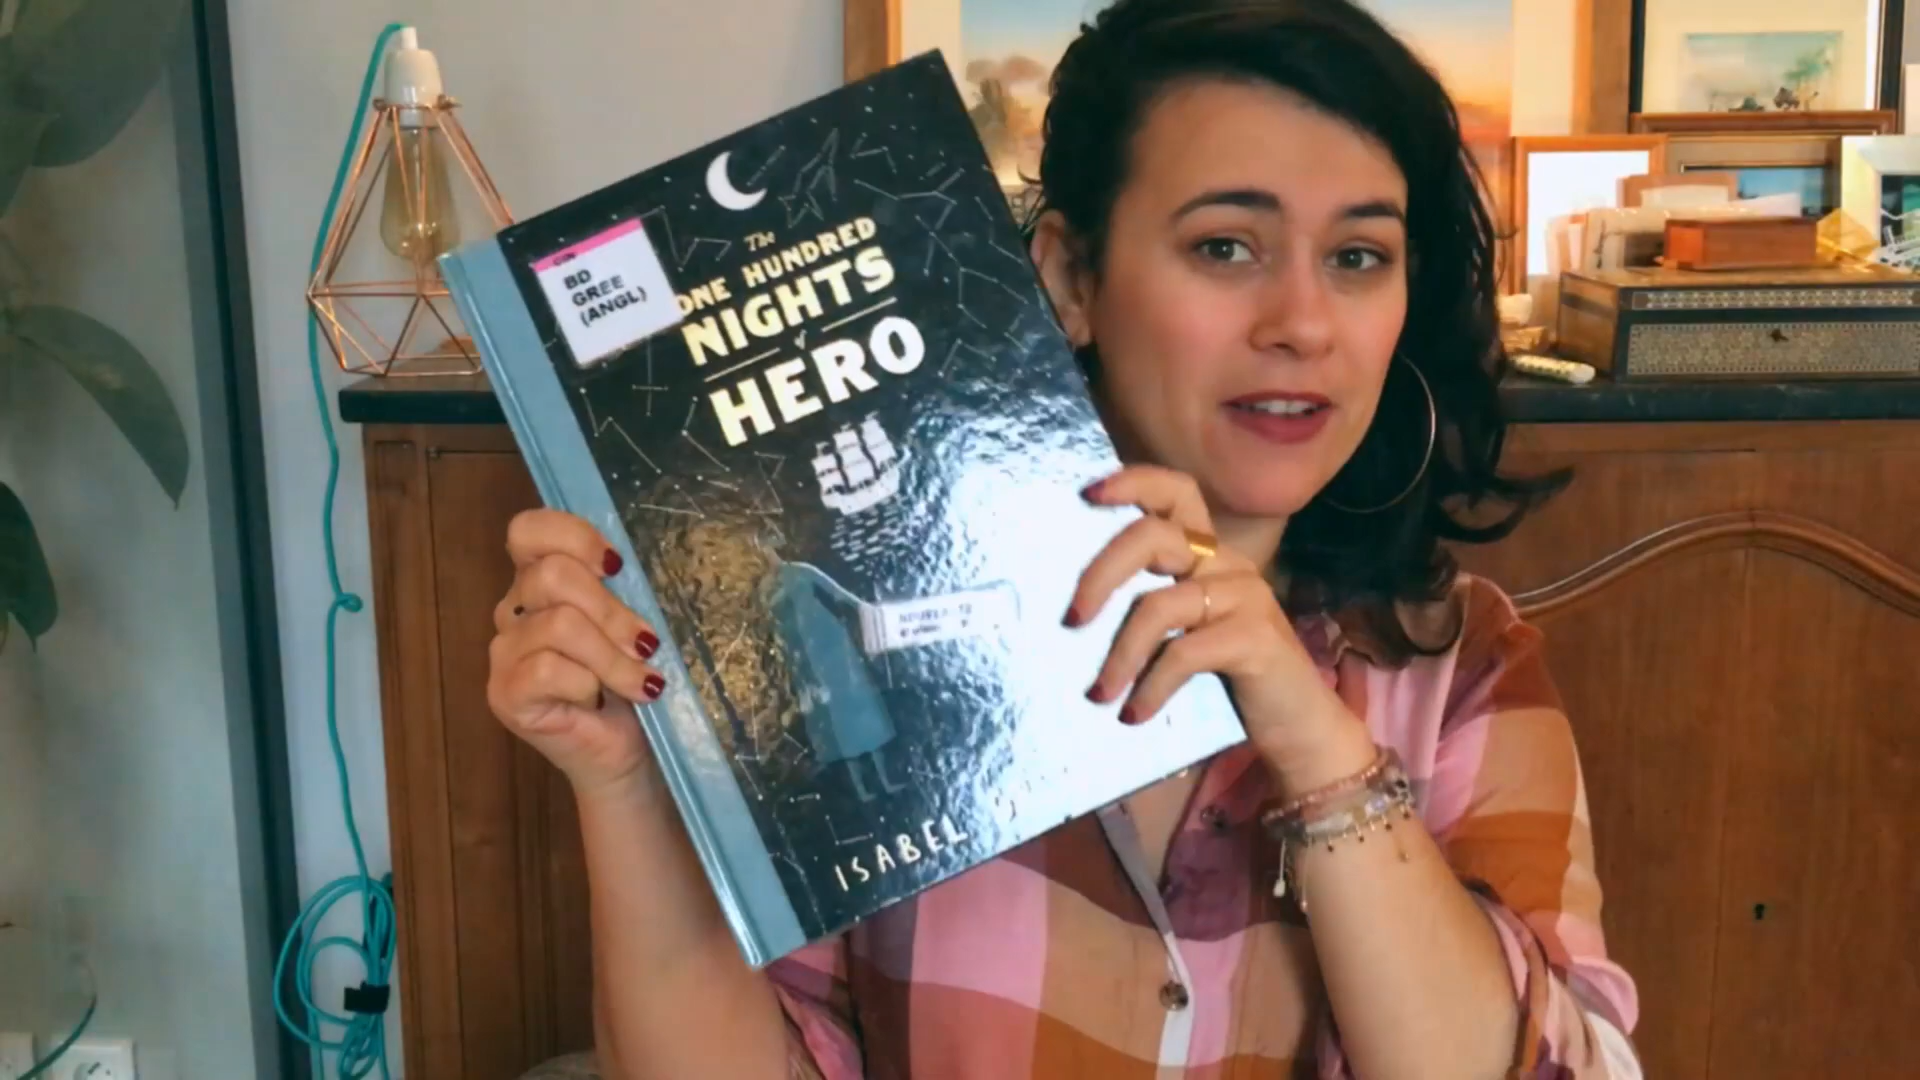 BD
GREE
(ANGL)
The
ONE HUNDRED
NIGHTS
of
HERO
ISABEL